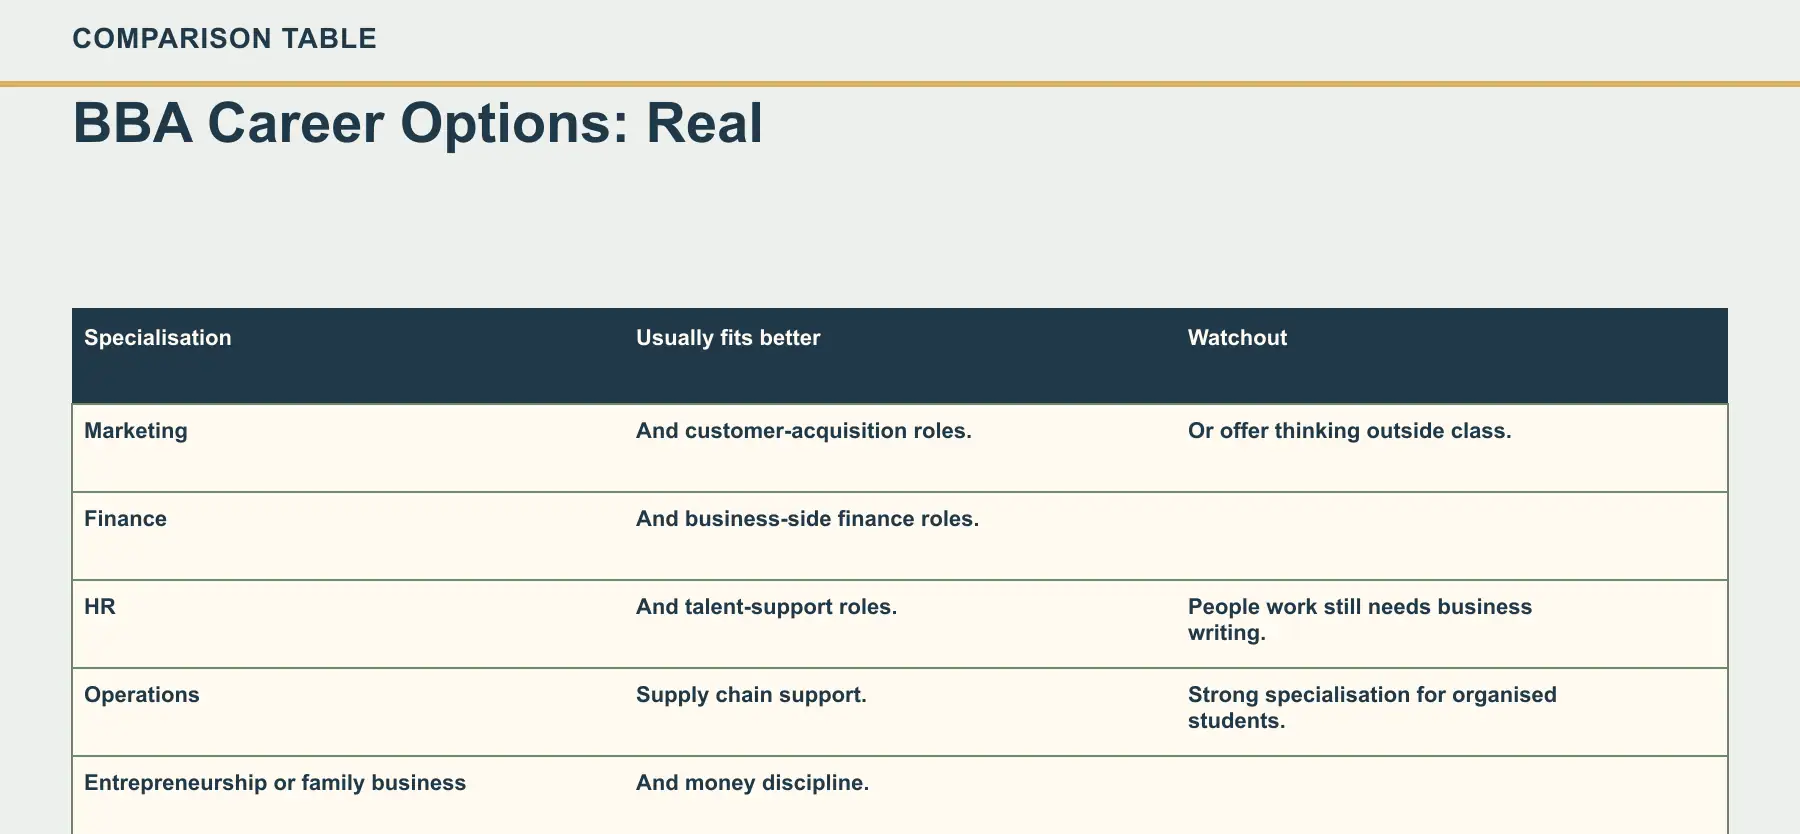 COMPARISON TABLE
BBA Career Options: Real
Specialisation Usually fits better Watchout
Marketing And customer-acquisition roles. Or offer thinking outside class.
Finance And business-side finance roles.
HR And talent-support roles. People work still needs business
writing.
Operations Supply chain support. Strong specialisation for organised
students.
Entrepreneurship or family business And money discipline.